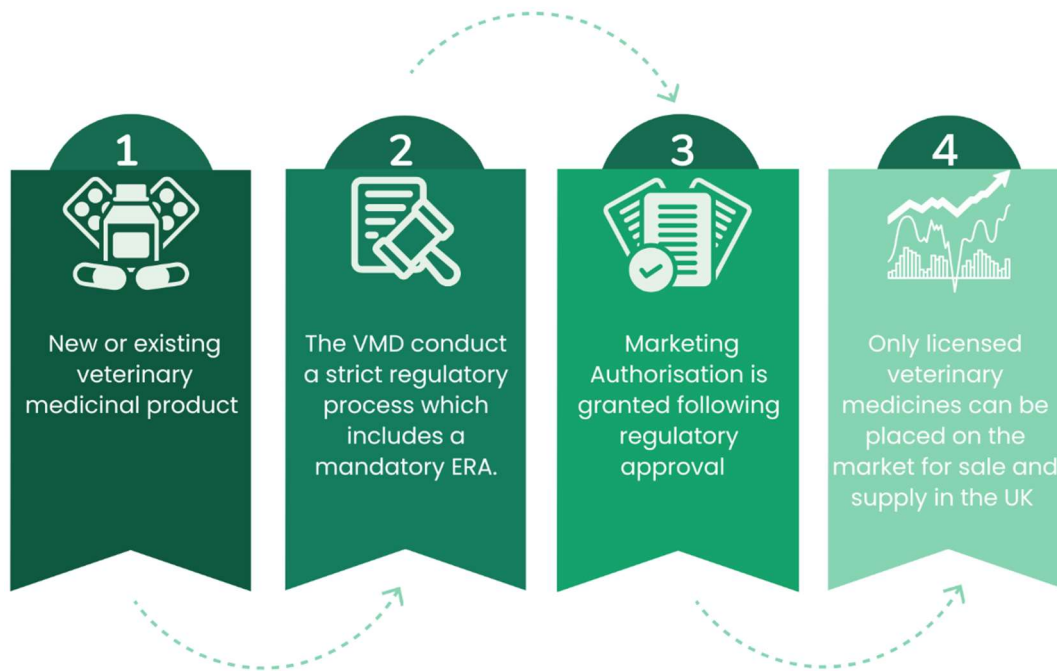 1
New or existing
veterinary
medicinal product
2
The VMD conduct
a strict regulatory
process which
includes a
mandatory ERA.
3
Marketing
Authorisation is
granted following
regulatory
approval
4
Only licensed
veterinary
medicines can be
placed on the
market for sale and
supply in the UK